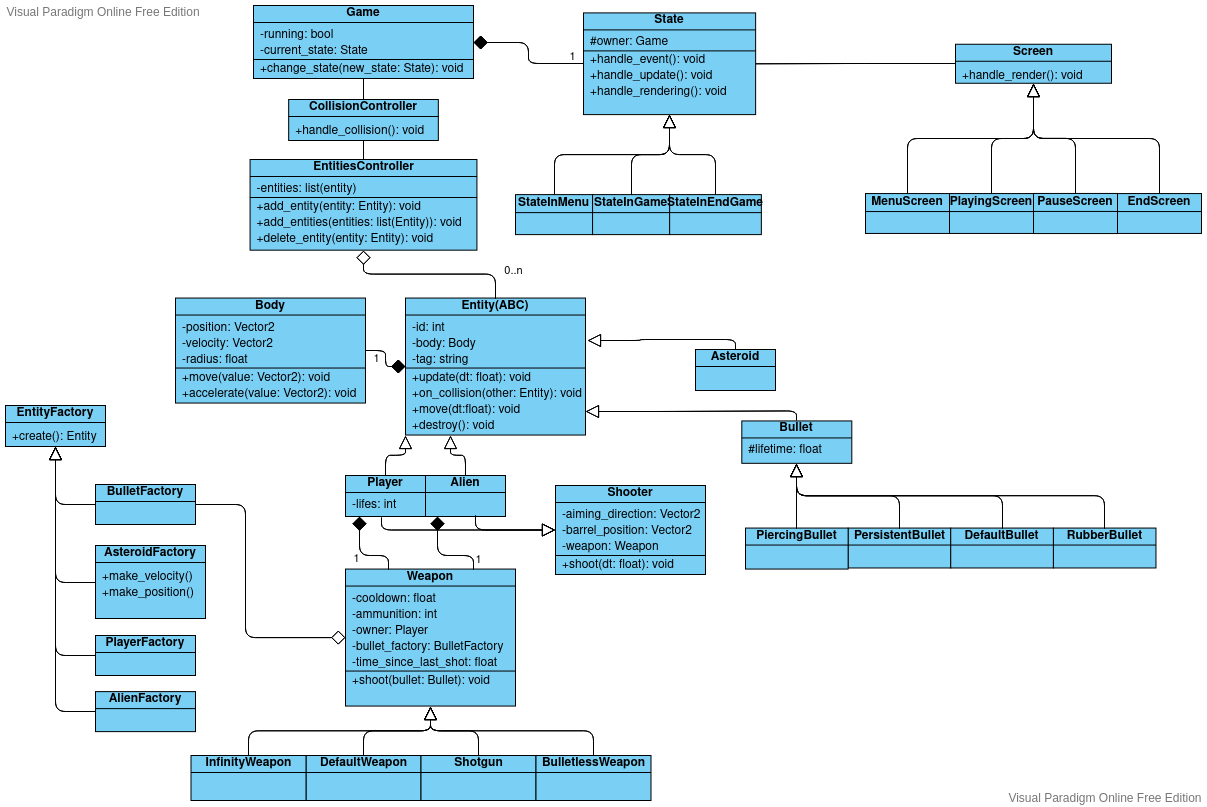 Visual Paradigm Online Free Edition
Game
-running: bool
-current_state: State
+change_state(new_state: State): void
1
State
#owner: Game
+handle_event(): void
+handle_update(): void
+handle_rendering(): void
Screen
+handle_render(): void
CollisionController
+handle_collision(): void
EntitiesController
-entities: list(entity)
+add_entity(entity: Entity): void
+add_entities(entities: list(Entity)): void
+delete_entity(entity: Entity): void
StateInMenu
StateInGame
StateInEndGame
MenuScreen
PlayingScreen
PauseScreen
EndScreen
0..n
Body
-position: Vector2
-velocity: Vector2
-radius: float
+move(value: Vector2): void
+accelerate(value: Vector2): void
1
Entity(ABC)
-id: int
-body: Body
-tag: string
+update(dt: float): void
+on_collision(other: Entity): void
+move(dt:float): void
+destroy(): void
Asteroid
EntityFactory
+create(): Entity
Bullet
#lifetime: float
BulletFactory
Player
-lifes: int
Alien
Shooter
-aiming_direction: Vector2
-barrel_position: Vector2
-weapon: Weapon
+shoot(dt: float): void
PiercingBullet
PersistentBullet
DefaultBullet
RubberBullet
AsteroidFactory
+make_velocity()
+make_position()
1
1
Weapon
-cooldown: float
-ammunition: int
-owner: Player
-bullet_factory: BulletFactory
-time_since_last_shot: float
+shoot(bullet: Bullet): void
PlayerFactory
AlienFactory
InfinityWeapon
DefaultWeapon
Shotgun
BulletlessWeapon
Visual Paradigm Online Free Edition